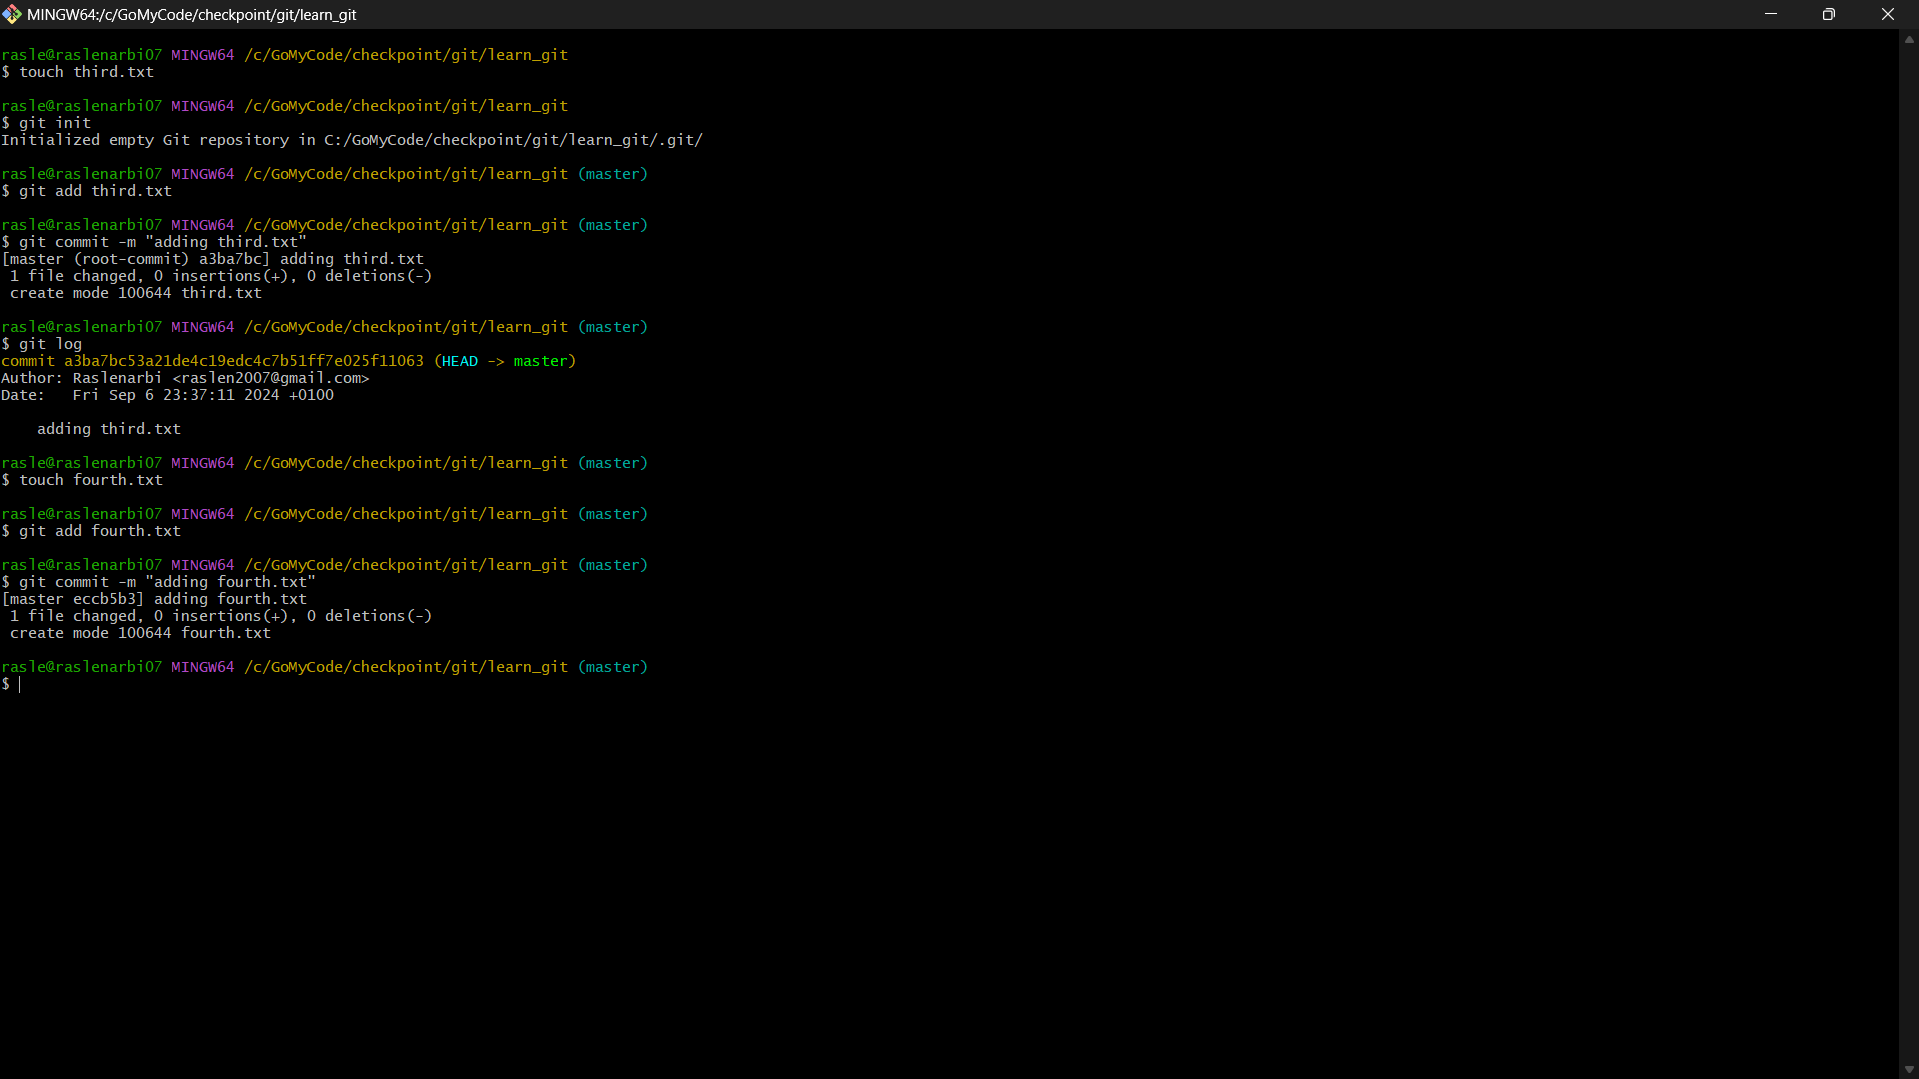 MINGW64:/c/GoMyCode/checkpoint/git/learn_git
rasle@raslenarbi07 MINGW64 /c/GoMyCode/checkpoint/git/learn_git
$ touch third.txt
rasle@raslenarbi07 MINGW64 /c/GoMyCode/checkpoint/git/learn_git
$ git init
Initialized empty Git repository in C:/GoMyCode/checkpoint/git/learn_git/.git/
rasle@raslenarbi07 MINGW64 /c/GoMyCode/checkpoint/git/learn_git (master)
$ git add third.txt
rasle@raslenarbi07 MINGW64 /c/GoMyCode/checkpoint/git/learn_git (master)
$ git commit -m "adding third.txt"
[master (root-commit) a3ba7bc] adding third.txt
 1 file changed, 0 insertions(+), 0 deletions(-)
 create mode 100644 third.txt
rasle@raslenarbi07 MINGW64 /c/GoMyCode/checkpoint/git/learn_git (master)
$ git log
commit a3ba7bc53a21de4c19edc4c7b51ff7e025f11063 (HEAD -> master)
Author: Raslenarbi <raslen2007@gmail.com>
Date:   Fri Sep 6 23:37:11 2024 +0100
    adding third.txt
rasle@raslenarbi07 MINGW64 /c/GoMyCode/checkpoint/git/learn_git (master)
$ touch fourth.txt
rasle@raslenarbi07 MINGW64 /c/GoMyCode/checkpoint/git/learn_git (master)
$ git add fourth.txt
rasle@raslenarbi07 MINGW64 /c/GoMyCode/checkpoint/git/learn_git (master)
$ git commit -m "adding fourth.txt"
[master eccb5b3] adding fourth.txt
 1 file changed, 0 insertions(+), 0 deletions(-)
 create mode 100644 fourth.txt
rasle@raslenarbi07 MINGW64 /c/GoMyCode/checkpoint/git/learn_git (master)
$